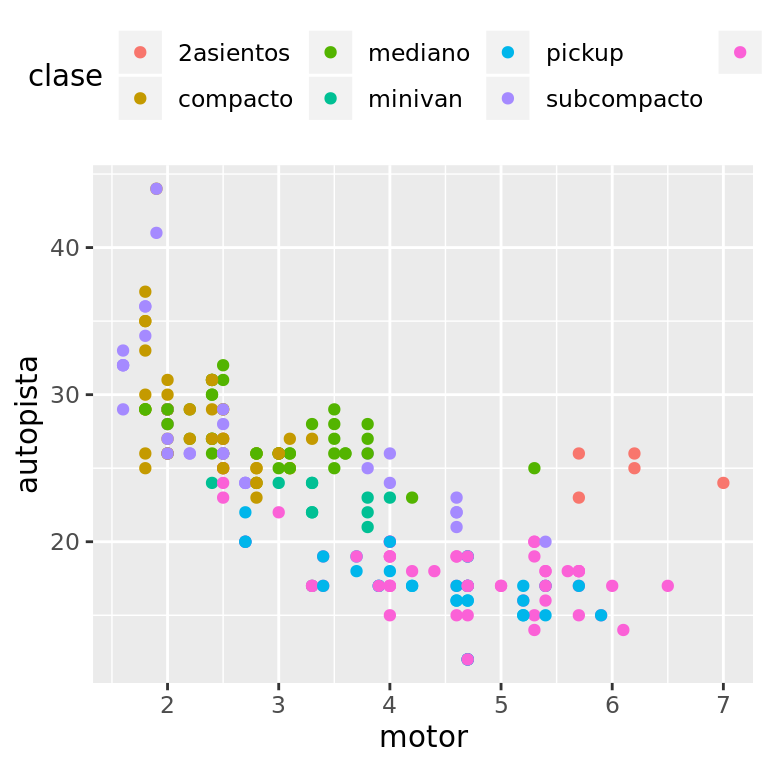 clase
2asientos mediano pickup
compacto minivan subcompacto
40
30
20
autopista
2 3 4 5 6 7
motor